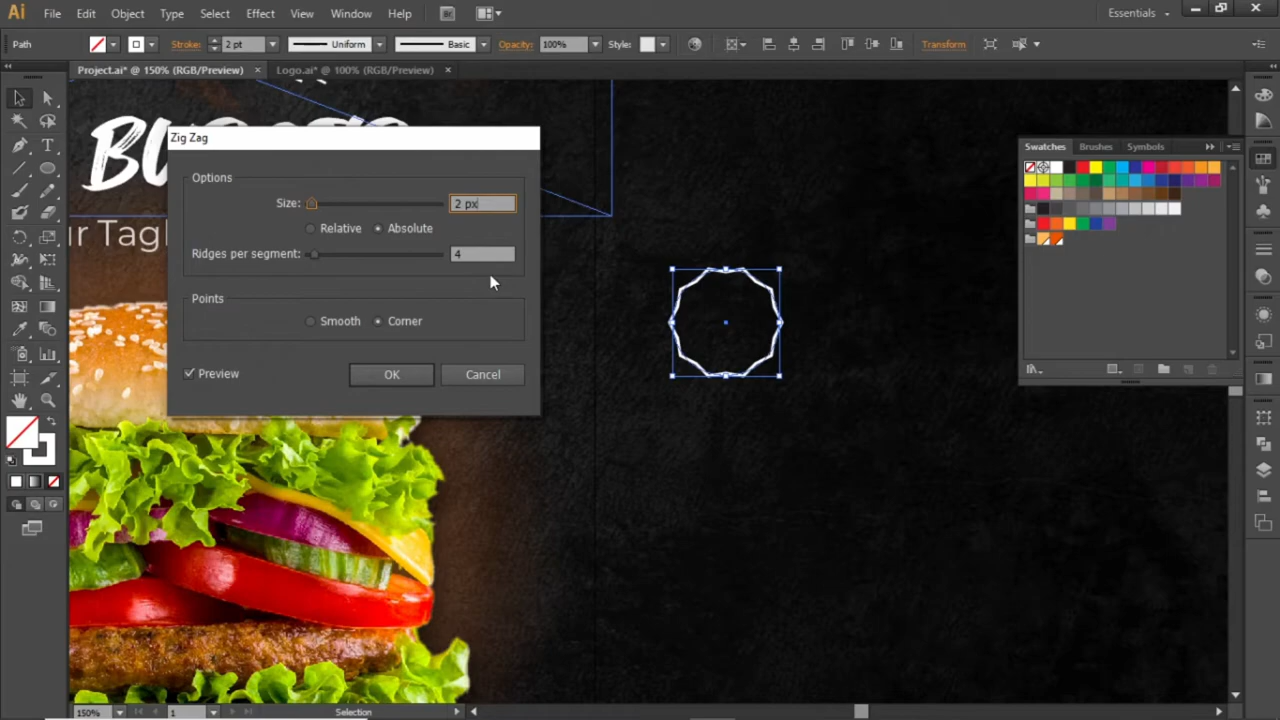 Ai File Edit Object Type Select Effect View Window Help Br Essentials
Path Stroke: 2 pt Uniform Basic Opacity: 100% Style: Transform
Project.ai* @ 150% (RGB/Preview) × Logo.ai* @ 100% (RGB/Preview) ×
Zig Zag
Options
Size: 2 px
Relative Absolute
Ridges per segment: 4
Points
Smooth Corner
Preview OK Cancel
Swatches Brushes Symbols
150% 1 Selection